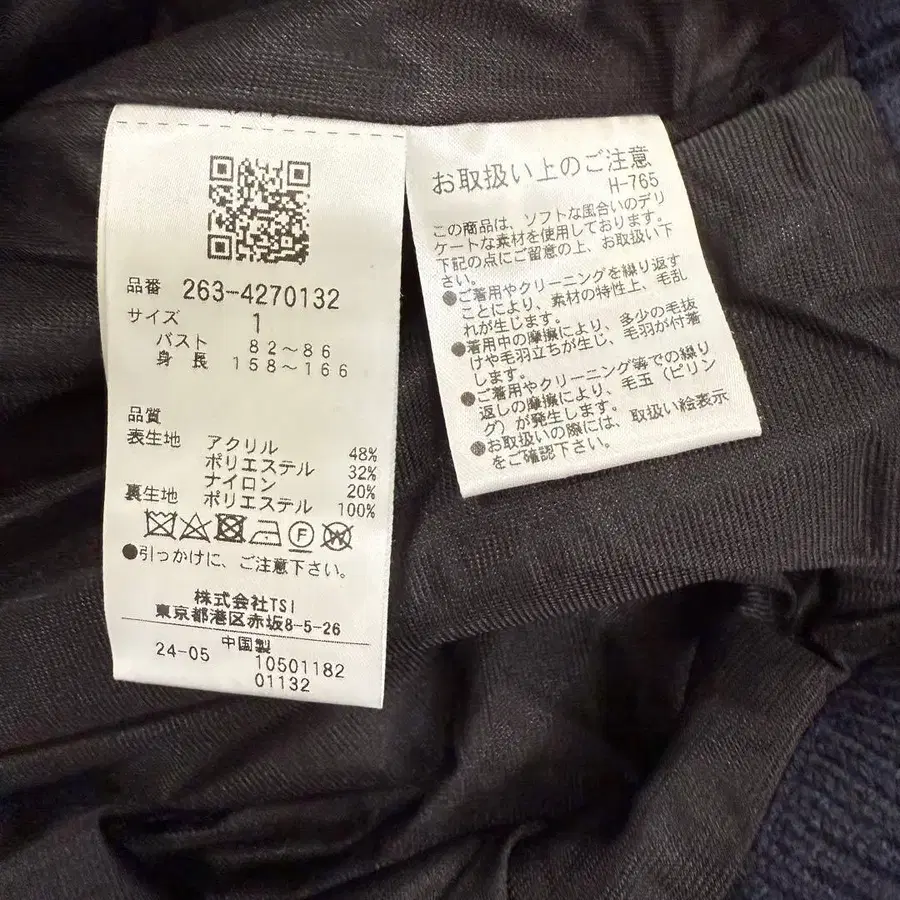 品番 263-4270132
サイズ 1
バスト 82～86
身長 158～166
品質
表生地 アクリル 48%
ポリエステル 32%
ナイロン 20%
裏生地 ポリエステル 100%
F
W
●引っかけに、ご注意下さい。
株式会社TSI
東京都港区赤坂8-5-26
中国製
24-05 10501182
01132
お取扱い上のご注意
H-765
この商品は、ソフトな風合いのデリ
ケートな素材を使用しております。
下記の点にご留意の上、お取扱い下
さい。
●ご着用やクリーニングを繰り返す
ことにより、素材の特性上、毛乱
れが生じます。
●着用中の摩擦により、多少の毛抜
けや毛羽立ちが生じ、毛羽が付着
します。
●ご着用やクリーニング等での繰り
返しの摩擦により、毛玉（ピリン
グ）が発生します。
●お取扱いの際には、取扱い絵表示
をご確認下さい。